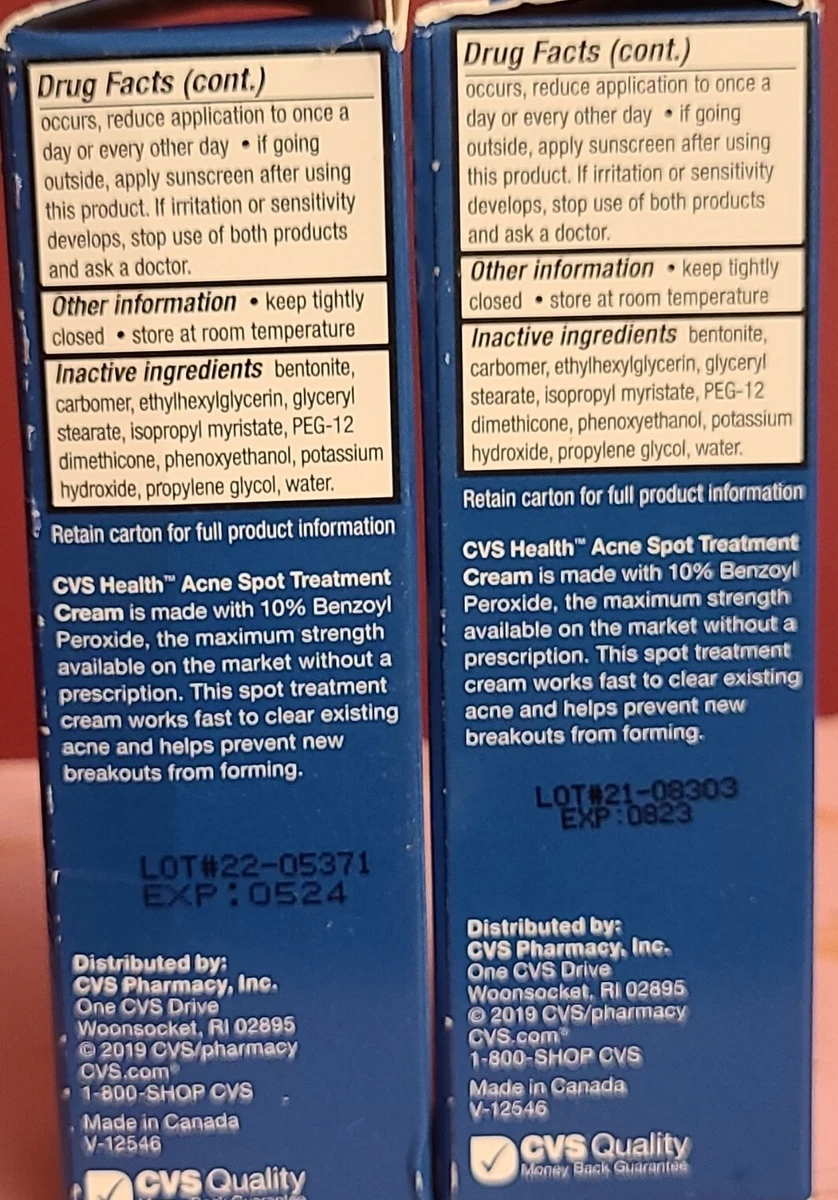 Drug Facts (cont.)
occurs, reduce application to once a
day or every other day • if going
outside, apply sunscreen after using
this product. If irritation or sensitivity
develops, stop use of both products
and ask a doctor.
Other information • keep tightly
closed • store at room temperature
Inactive ingredients bentonite,
carbomer, ethylhexylglycerin, glyceryl
stearate, isopropyl myristate, PEG-12
dimethicone, phenoxyethanol, potassium
hydroxide, propylene glycol, water.
Retain carton for full product information
CVS Health™ Acne Spot Treatment
Cream is made with 10% Benzoyl
Peroxide, the maximum strength
available on the market without a
prescription. This spot treatment
cream works fast to clear existing
acne and helps prevent new
breakouts from forming.
LOT#22-05371
EXP:0524
Distributed by:
CVS Pharmacy, Inc.
One CVS Drive
Woonsocket, RI 02895
© 2019 CVS/pharmacy
CVS.com®
1-800-SHOP CVS
Made in Canada
V-12546
CVS Quality
Money Back Guarantee
Drug Facts (cont.)
occurs, reduce application to once a
day or every other day • if going
outside, apply sunscreen after using
this product. If irritation or sensitivity
develops, stop use of both products
and ask a doctor.
Other information • keep tightly
closed • store at room temperature
Inactive ingredients bentonite,
carbomer, ethylhexylglycerin, glyceryl
stearate, isopropyl myristate, PEG-12
dimethicone, phenoxyethanol, potassium
hydroxide, propylene glycol, water.
Retain carton for full product information
CVS Health™ Acne Spot Treatment
Cream is made with 10% Benzoyl
Peroxide, the maximum strength
available on the market without a
prescription. This spot treatment
cream works fast to clear existing
acne and helps prevent new
breakouts from forming.
LOT#21-08303
EXP:0823
Distributed by:
CVS Pharmacy, Inc.
One CVS Drive
Woonsocket, RI 02895
© 2019 CVS/pharmacy
CVS.com®
1-800-SHOP CVS
Made in Canada
V-12546
CVS Quality
Money Back Guarantee